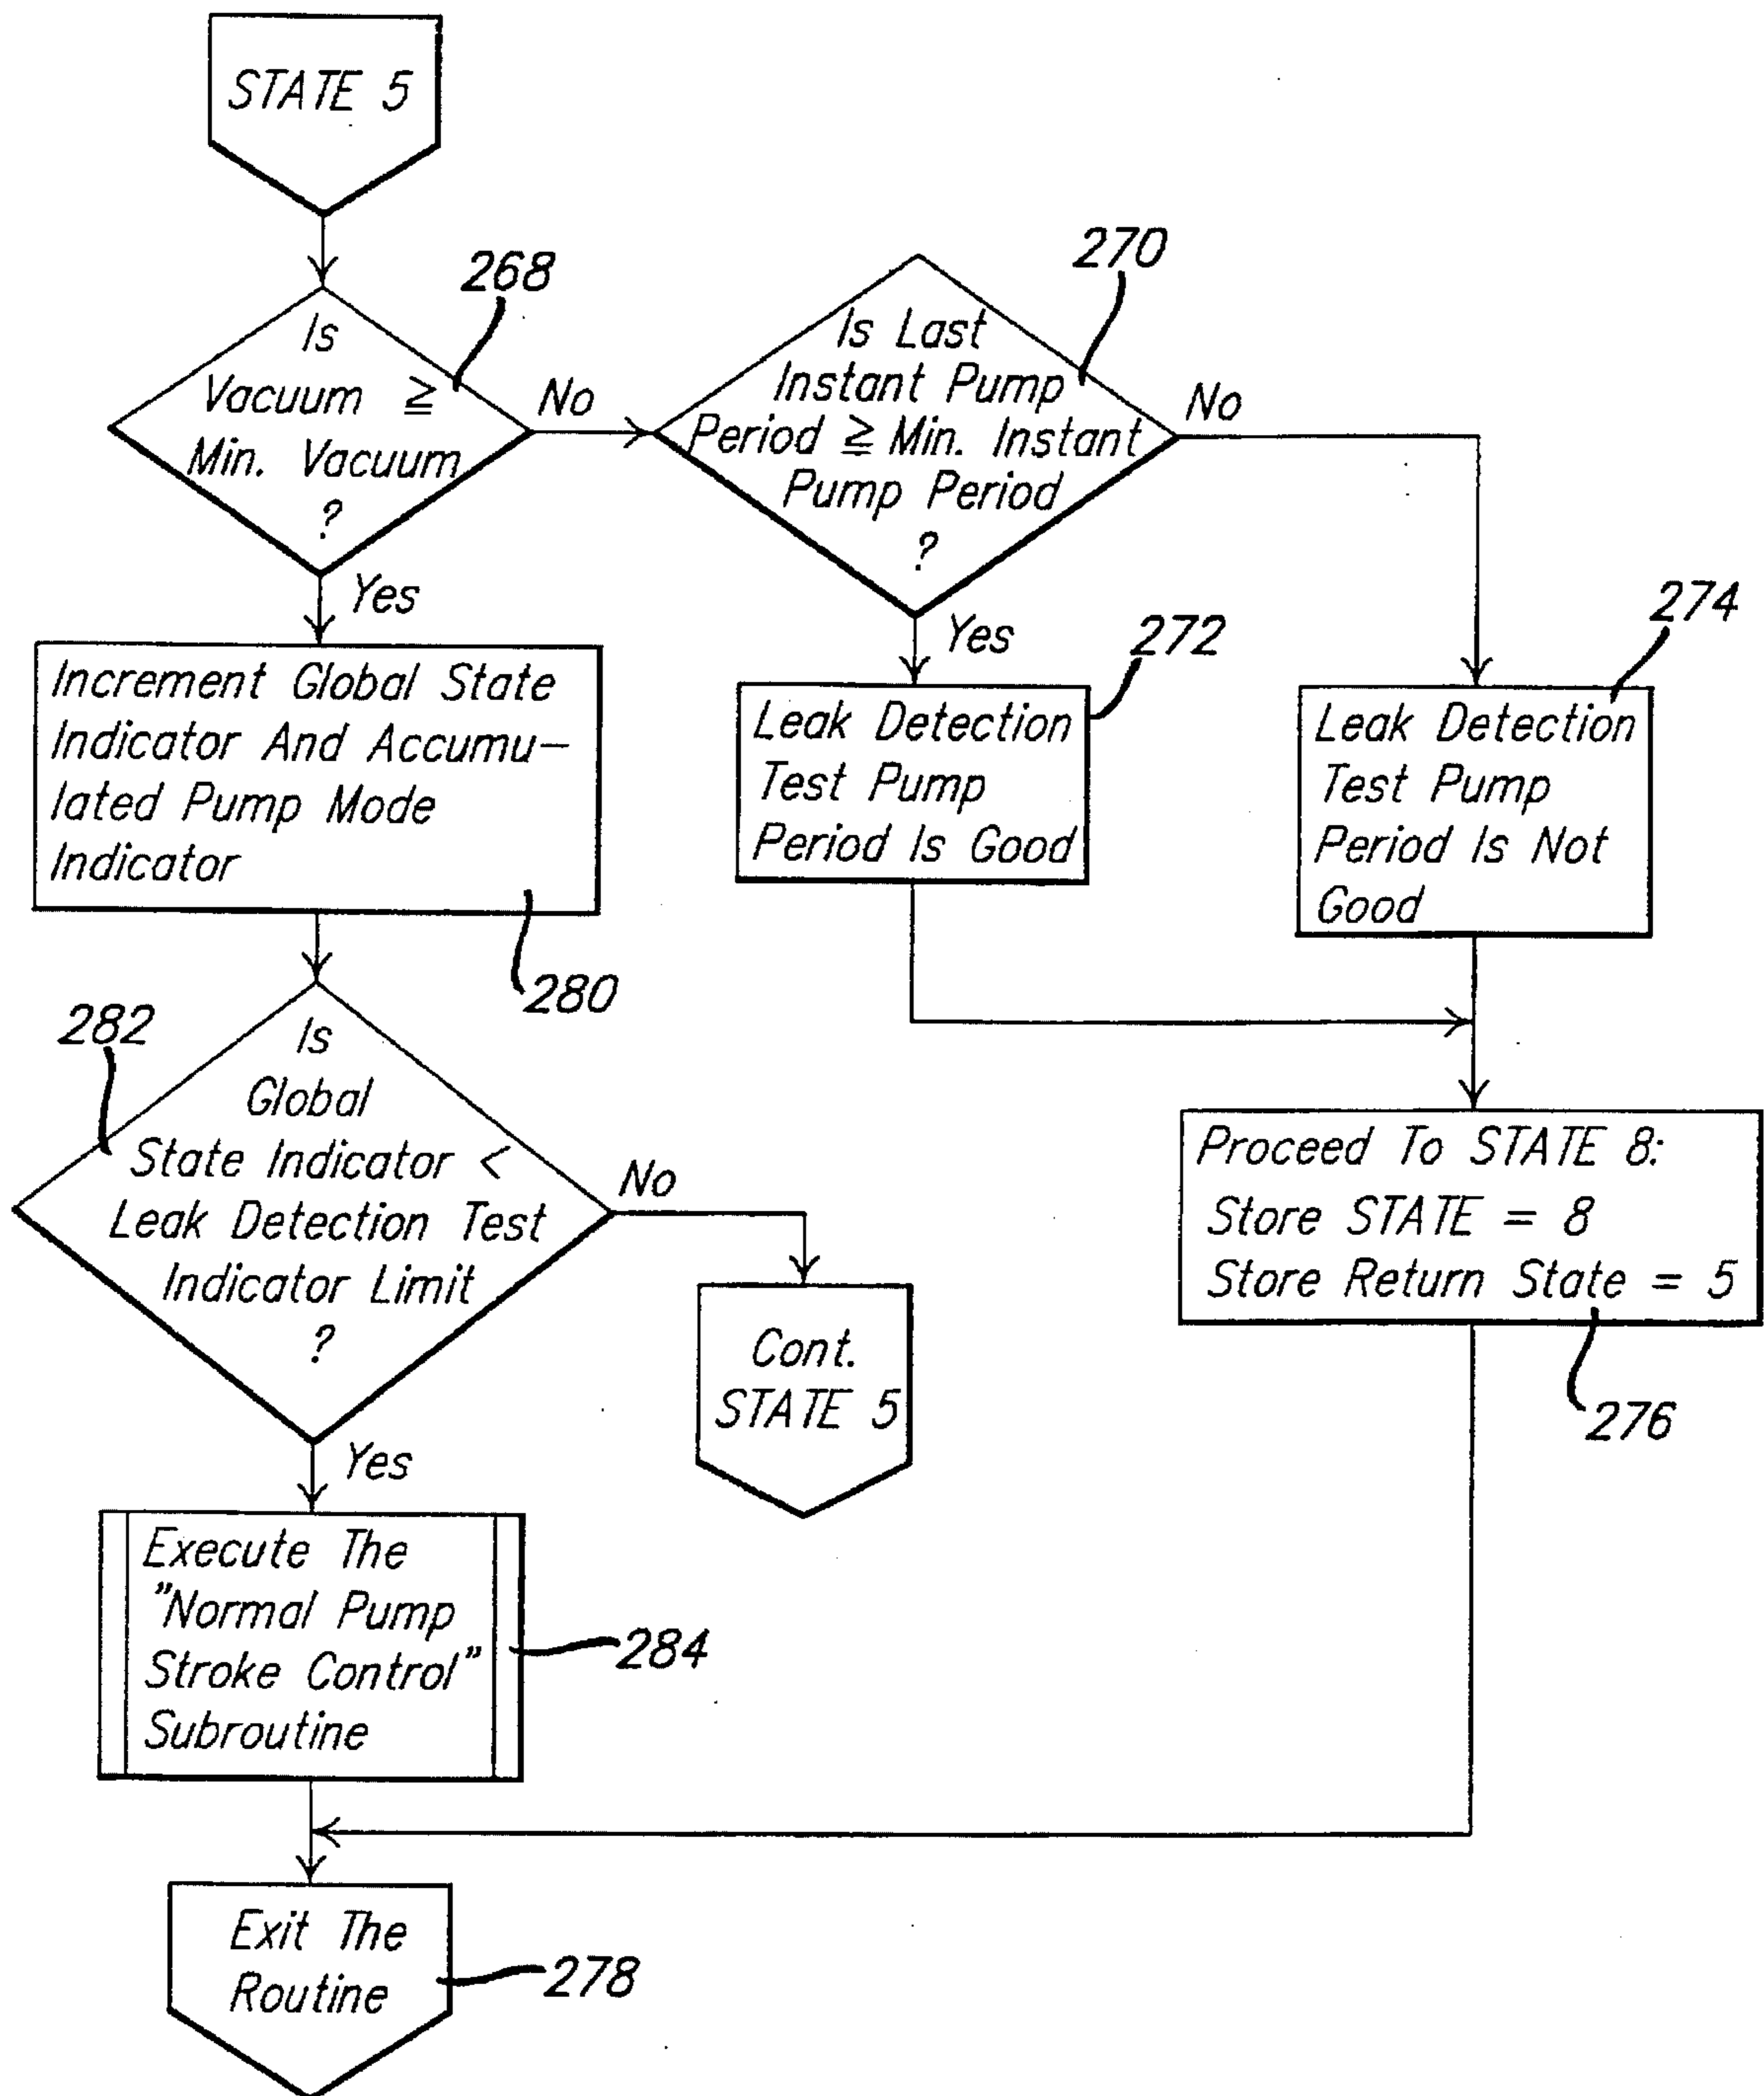 STATE 5
268
Is
Vacuum ≧
Min. Vacuum
?
No
Yes
270
Is Last
Instant Pump
Period ≧ Min. Instant
Pump Period
?
No
Yes
272
Leak Detection
Test Pump
Period Is Good
274
Leak Detection
Test Pump
Period Is Not
Good
Increment Global State
Indicator And Accumu-
lated Pump Mode
Indicator
280
282
Is
Global
State Indicator <
Leak Detection Test
Indicator Limit
?
No
Yes
Cont.
STATE 5
Proceed To STATE 8:
Store STATE = 8
Store Return State = 5
276
Execute The
"Normal Pump
Stroke Control"
Subroutine
284
Exit The
Routine
278